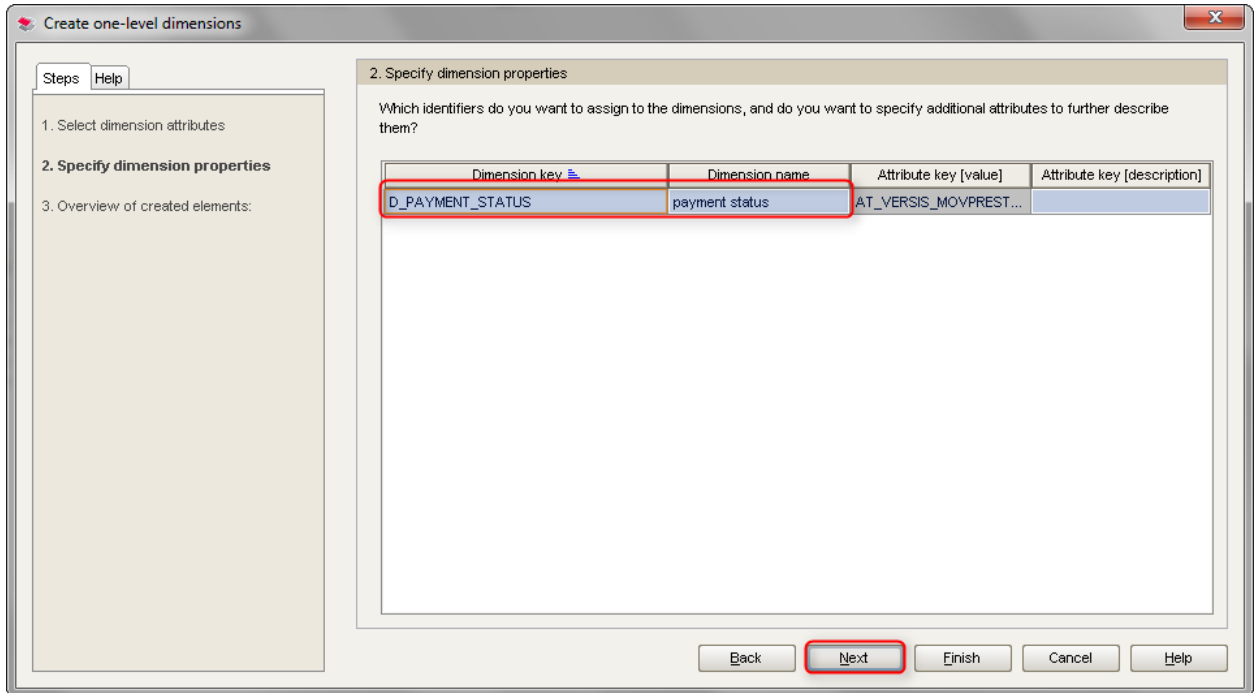 Create one-level dimensions
Steps
Help
1. Select dimension attributes
2. Specify dimension properties
3. Overview of created elements:
2. Specify dimension properties
Which identifiers do you want to assign to the dimensions, and do you want to specify additional attributes to further describe
them?
Dimension key Dimension name Attribute key [value] Attribute key [description]
D_PAYMENT_STATUS payment status AT_VERSIS_MOVPREST...
Back Next Finish Cancel Help